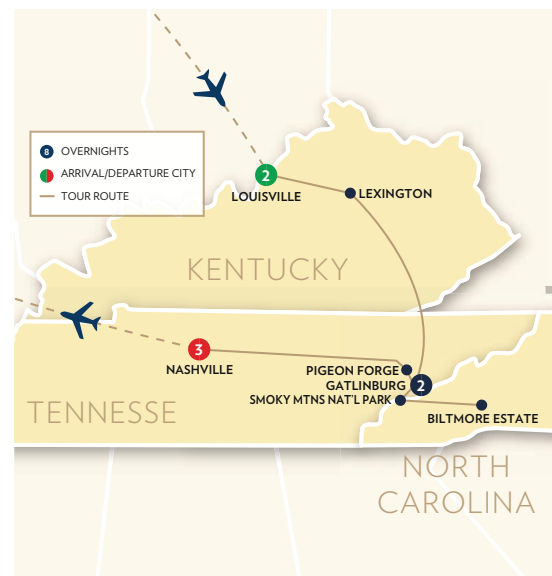 8 OVERNIGHTS
ARRIVAL/DEPARTURE CITY
TOUR ROUTE
2
LOUISVILLE
LEXINGTON
KENTUCKY
3
NASHVILLE
PIGEON FORGE
GATLINBURG 2
SMOKY MTNS NAT'L PARK
TENNESSEE
BILTMORE ESTATE
NORTH
CAROLINA